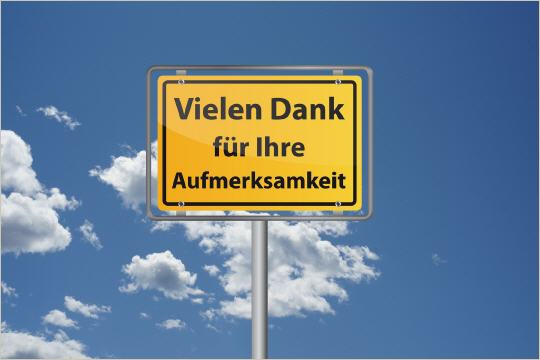 Vielen Dank
für Ihre
Aufmerksamkeit